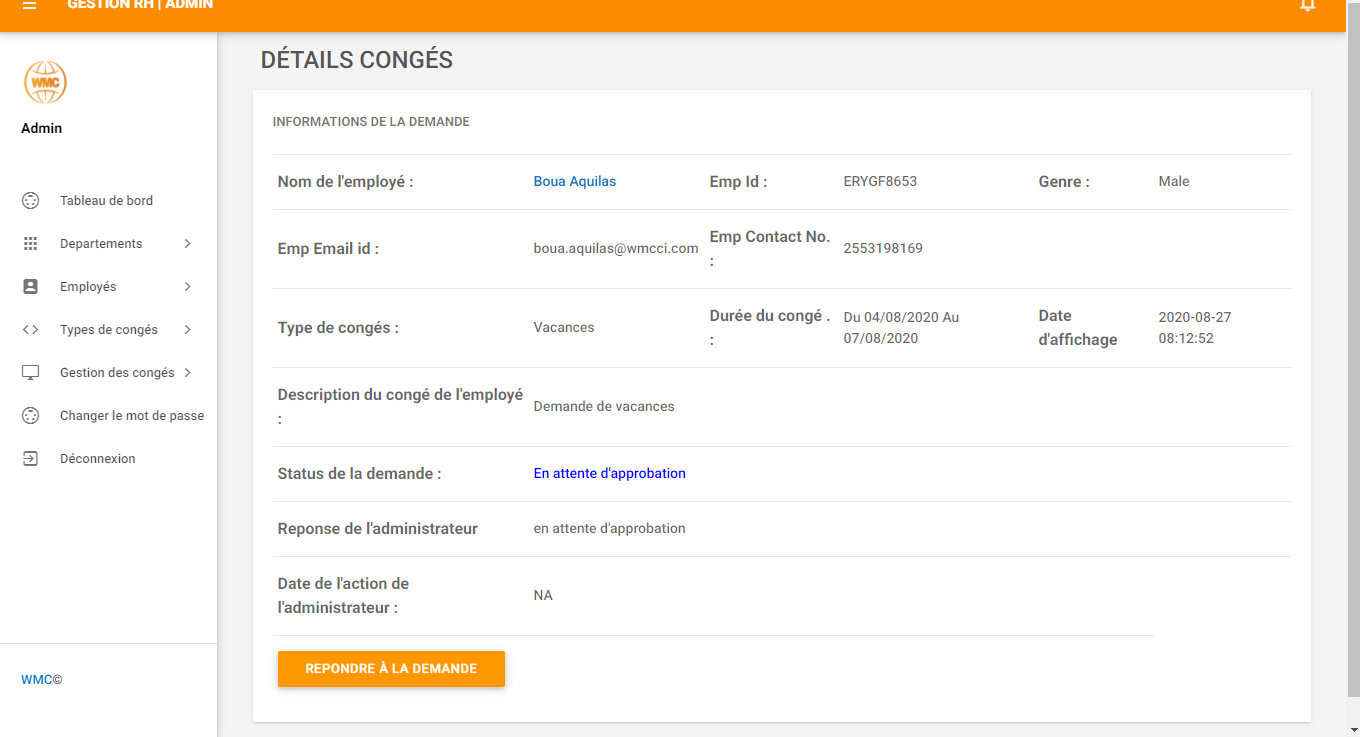 GESTION RH | ADMIN
WMC
Admin
Tableau de bord
Departements
Employés
Types de congés
Gestion des congés
Changer le mot de passe
Déconnexion
WMC©
DÉTAILS CONGÉS
INFORMATIONS DE LA DEMANDE
Nom de l'employé : Boua Aquilas Emp Id : ERYGF8653 Genre : Male
Emp Email id : boua.aquilas@wmcci.com Emp Contact No. : 2553198169
Type de congés : Vacances Durée du congé . : Du 04/08/2020 Au 07/08/2020 Date d'affichage 2020-08-27 08:12:52
Description du congé de l'employé : Demande de vacances
Status de la demande : En attente d'approbation
Reponse de l'administrateur en attente d'approbation
Date de l'action de l'administrateur : NA
REPONDRE À LA DEMANDE